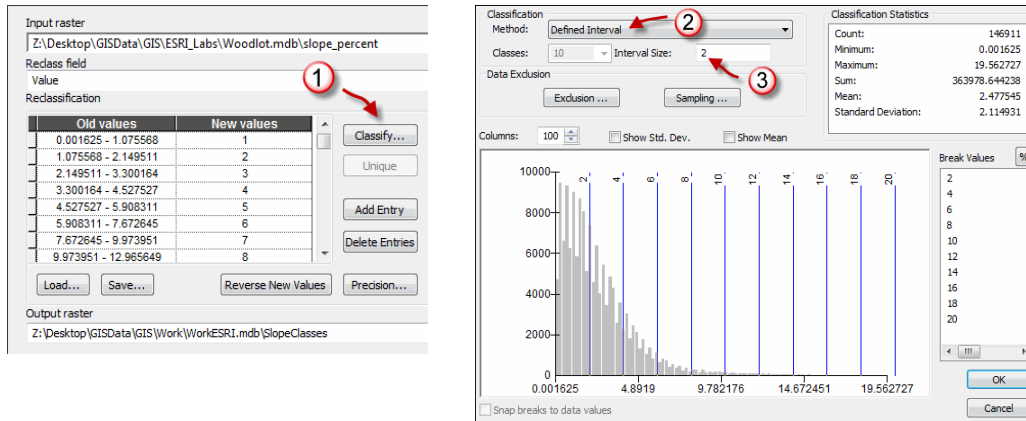 Input raster
Z:\Desktop\GISData\GIS\ESRI_Labs\Woodlot.mdb\slope_percent
Reclass field
Value
Reclassification
1
Old values New values
0.001625 - 1.075568 1
1.075568 - 2.149511 2
2.149511 - 3.300164 3
3.300164 - 4.527527 4
4.527527 - 5.908311 5
5.908311 - 7.672645 6
7.672645 - 9.973951 7
9.973951 - 12.965649 8
Classify...
Unique
Add Entry
Delete Entries
Load... Save... Reverse New Values Precision...
Output raster
Z:\Desktop\GISData\GIS\Work\WorkESRI.mdb\SlopeClasses
Classification
Method: Defined Interval
2
Classes: 10 Interval Size: 2
3
Data Exclusion
Exclusion ... Sampling ...
Classification Statistics
Count: 146911
Minimum: 0.001625
Maximum: 19.562727
Sum: 363978.644238
Mean: 2.477545
Standard Deviation: 2.114931
Columns: 100 Show Std. Dev. Show Mean
10000
8000
6000
4000
2000
0
2 4 6 8 10 12 14 16 18 20
0.001625 4.8919 9.782176 14.672451 19.562727
Snap breaks to data values
Break Values %
2
4
6
8
10
12
14
16
18
20
OK
Cancel